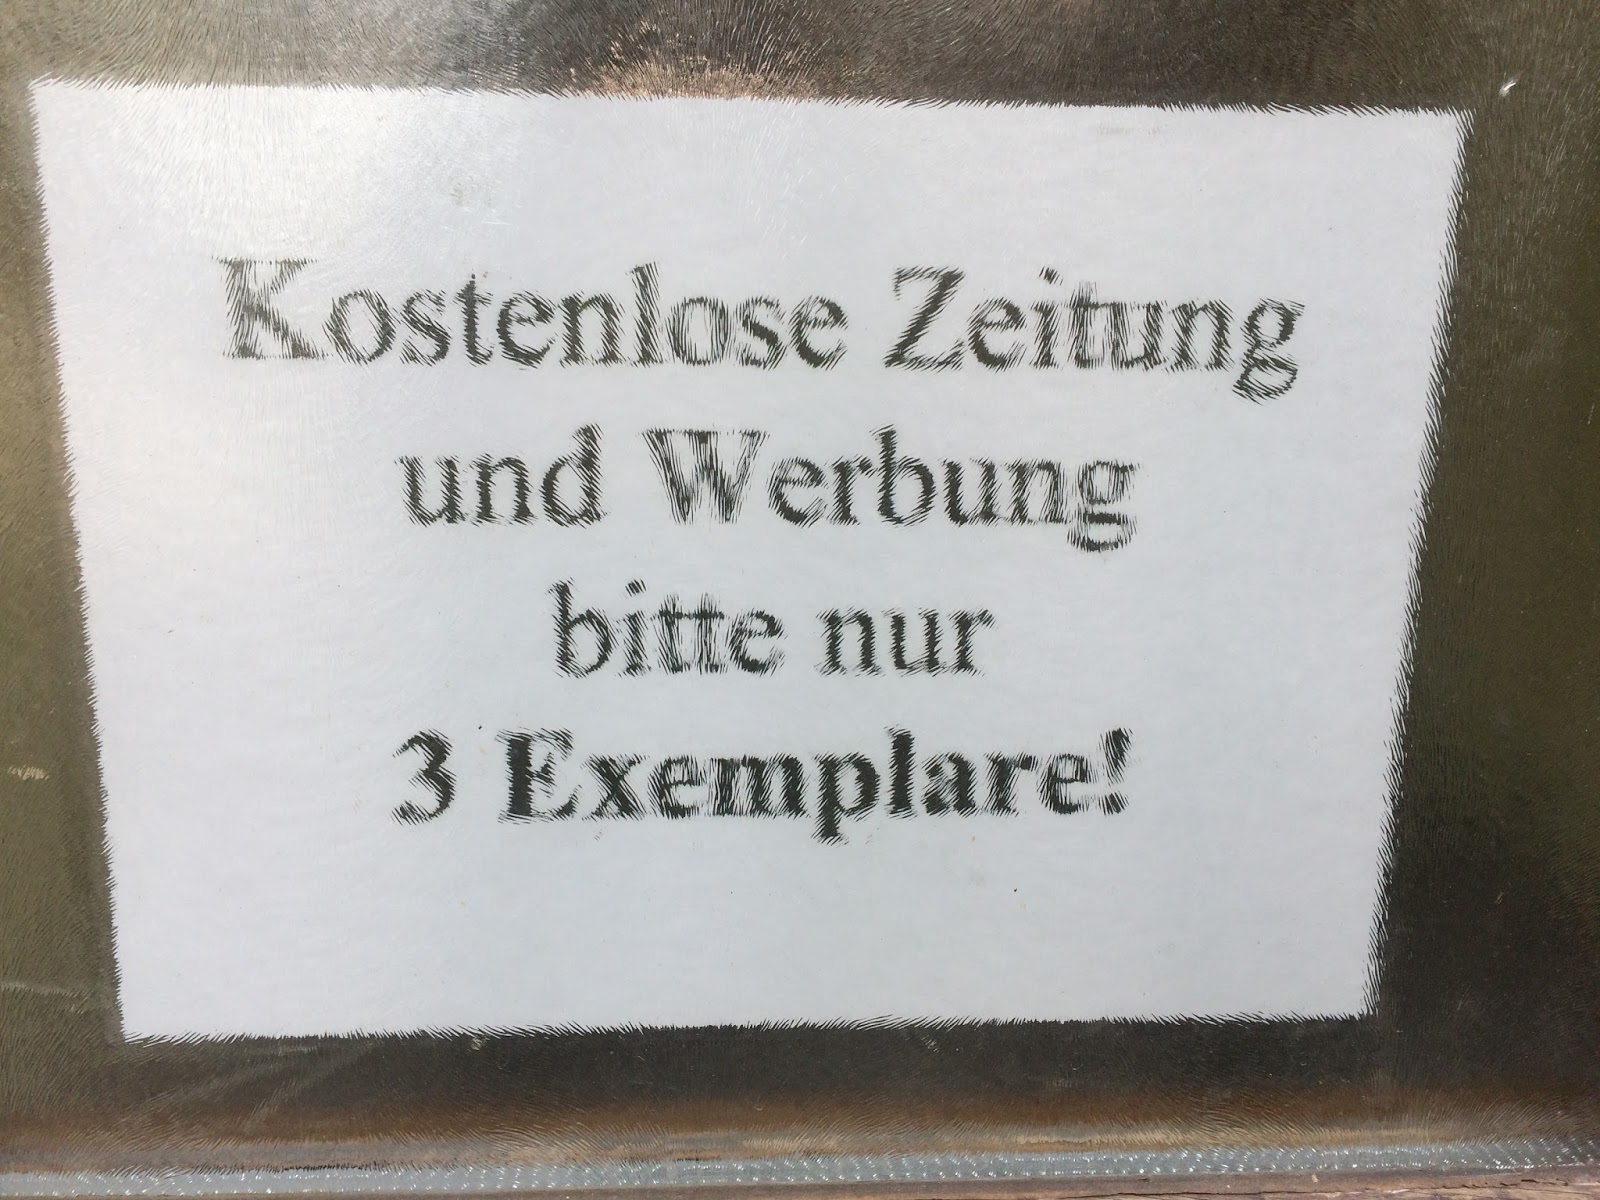 Kostenlose Zeitung
und Werbung
bitte nur
3 Exemplare!